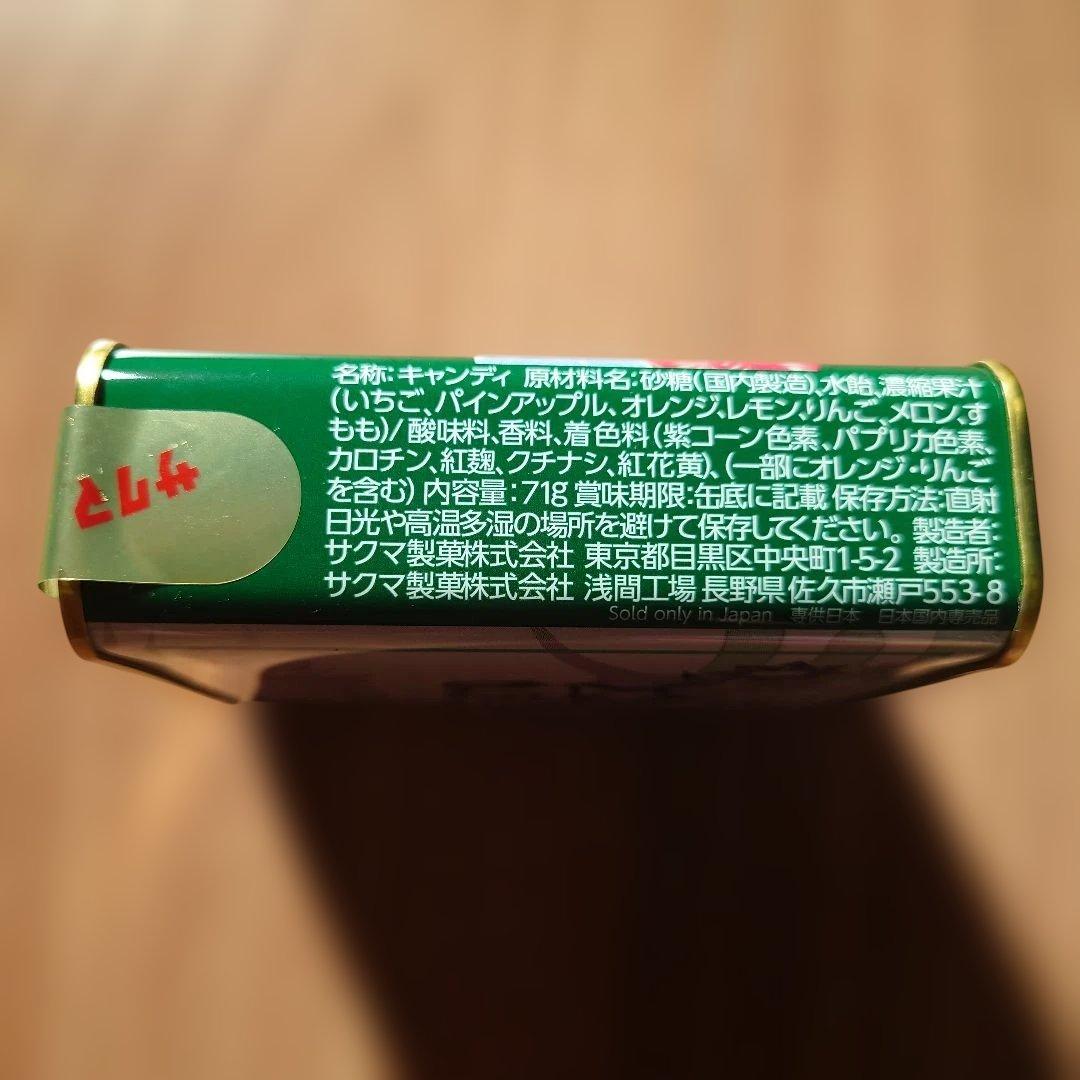 サクマ
名称: キャンディ 原材料名: 砂糖(国内製造)、水飴、濃縮果汁
(いちご、パインアップル、オレンジ、レモン、りんご、メロン、す
もも)/ 酸味料、香料、着色料(紫コーン色素、パプリカ色素、
カロチン、紅麹、クチナシ、紅花黄)、(一部にオレンジ・りんご
を含む) 内容量:71g 賞味期限:缶底に記載 保存方法:直射
日光や高温多湿の場所を避けて保存してください。 製造者:
サクマ製菓株式会社 東京都目黒区中央町1-5-2 製造所:
サクマ製菓株式会社 浅間工場 長野県佐久市瀬戸553-8
Sold only in Japan 専供日本 日本国内専売品